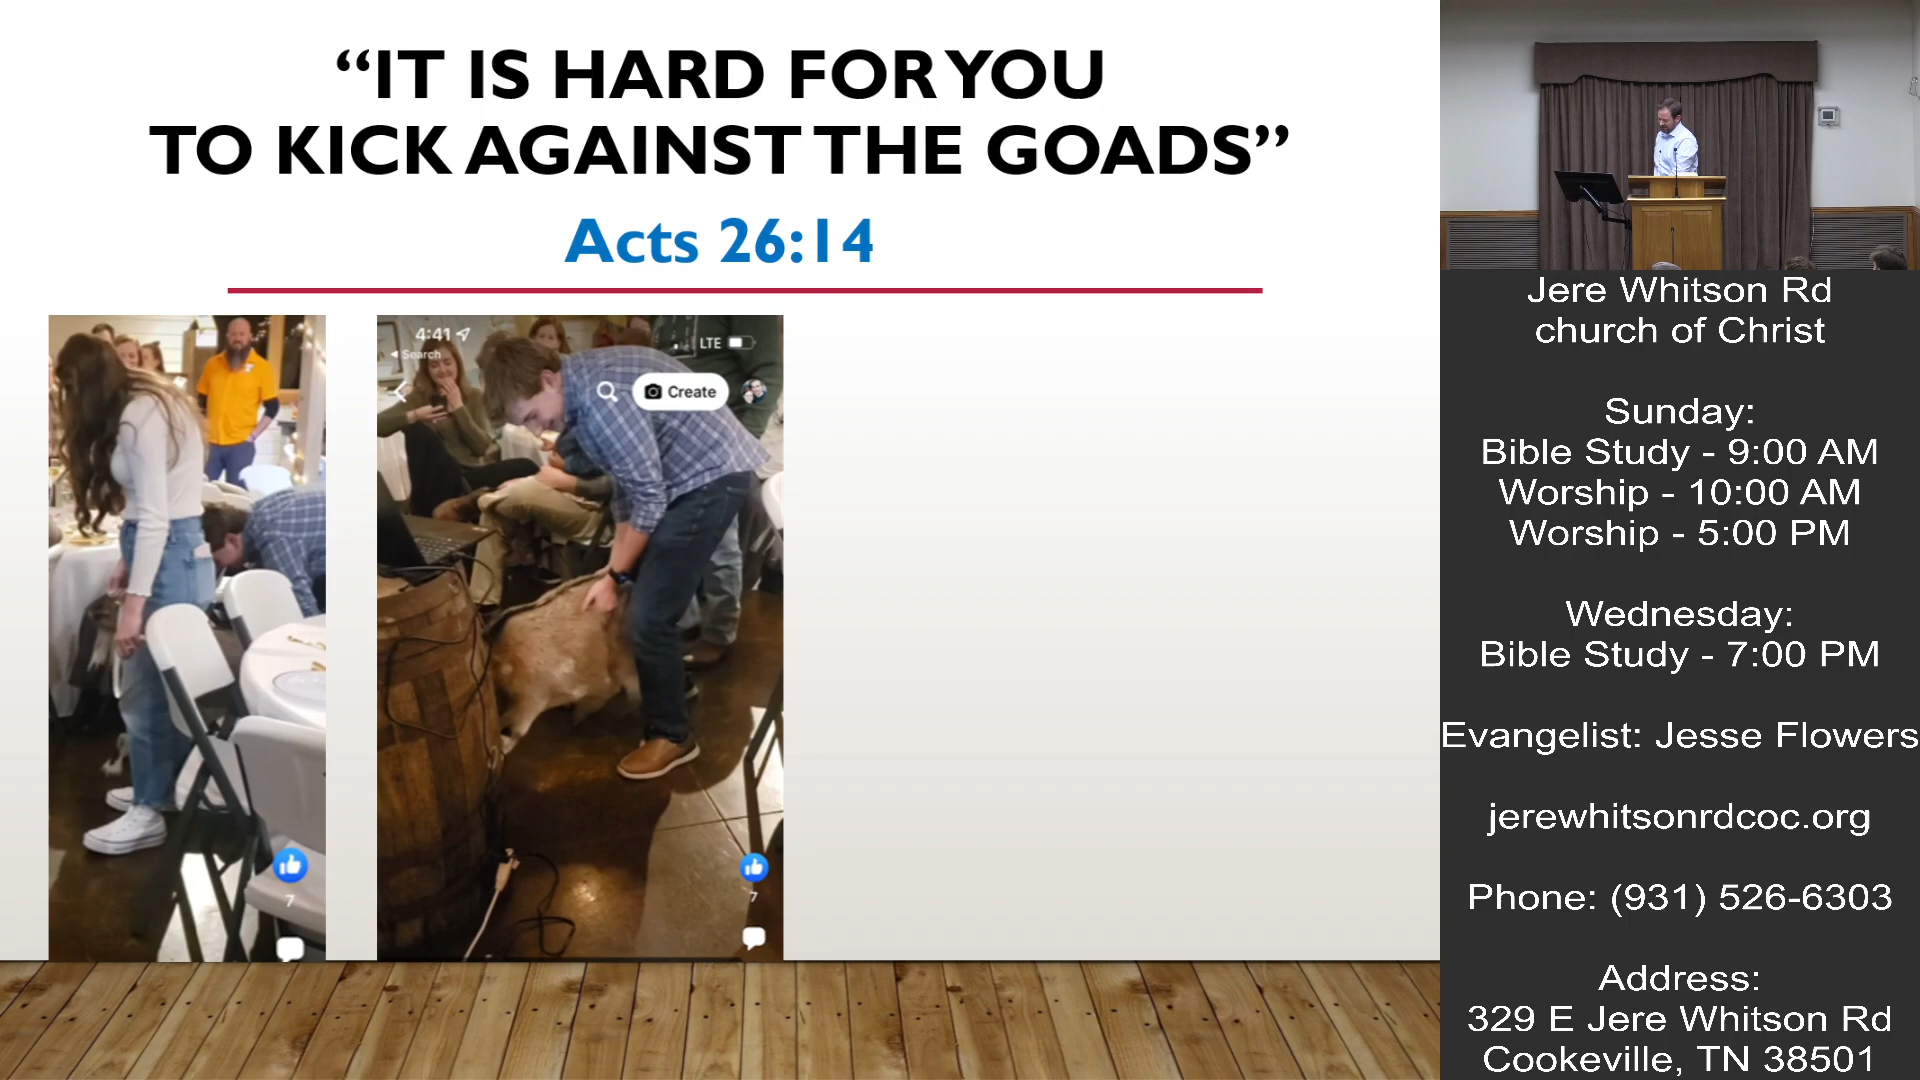 “IT IS HARD FOR YOU
TO KICK AGAINST THE GOADS”
Acts 26:14
7
4:41
LTE
Search
Create
7
Jere Whitson Rd
church of Christ
Sunday:
Bible Study - 9:00 AM
Worship - 10:00 AM
Worship - 5:00 PM
Wednesday:
Bible Study - 7:00 PM
Evangelist: Jesse Flowers
jerewhitsonrdcoc.org
Phone: (931) 526-6303
Address:
329 E Jere Whitson Rd
Cookeville, TN 38501